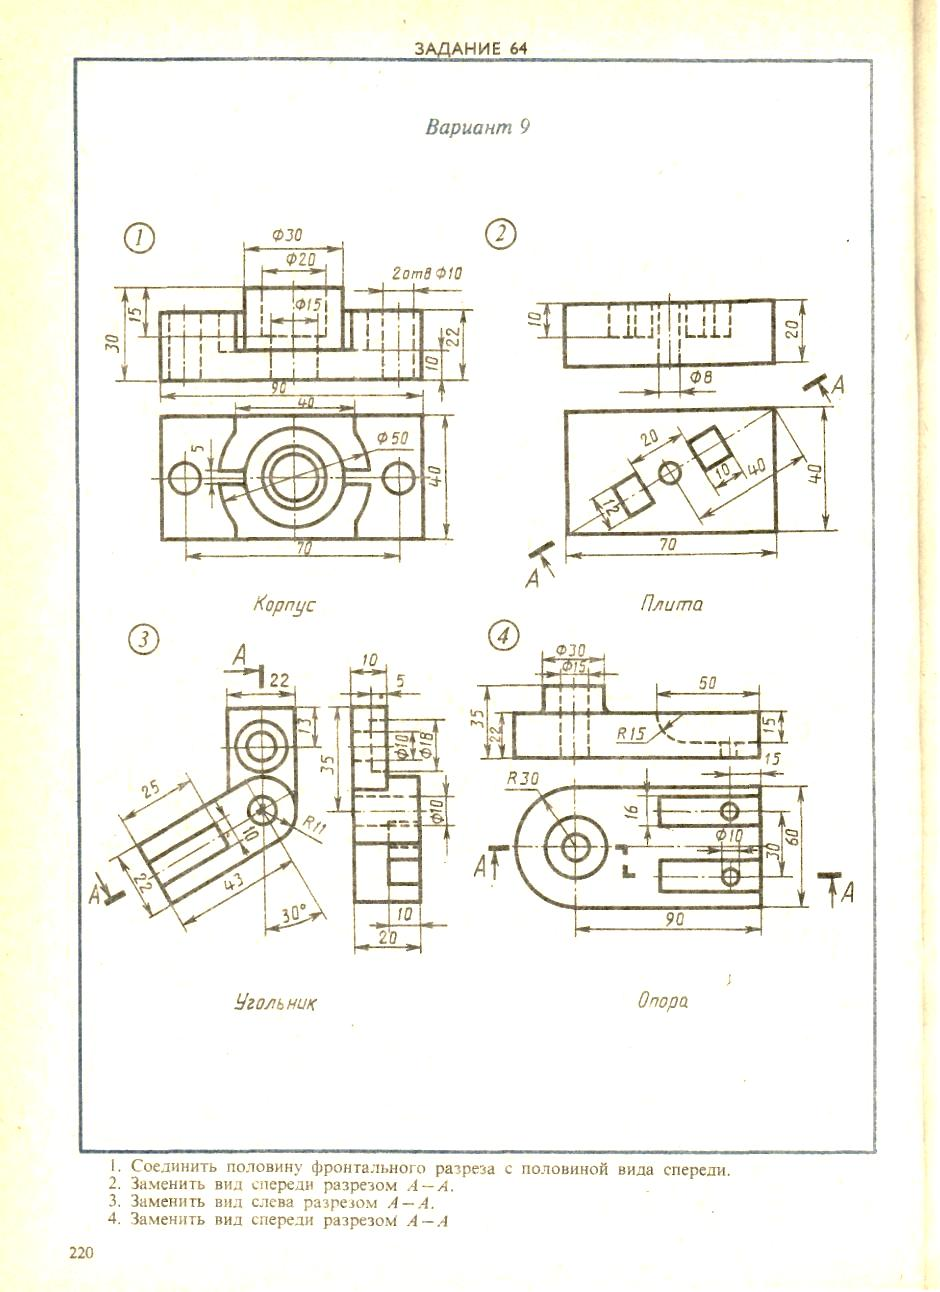 ЗАДАНИЕ 64
Вариант 9
1
Ф30
Ф20
2отв Ф10
Ф15
15
30
22
10
90
40
5
Ф50
40
70
Корпус
2
10
20
Ф8
А
20
10
40
12
40
70
А
Плита
3
А
22
13
25
10
R11
22
43
А
30°
10
5
35
Ф10
Ф18
Ф10
10
20
Угольник
4
Ф30
Ф15
50
35
22
R15
15
15
R30
16
Ф10
30
60
А
А
90
Опора
1. Соединить половину фронтального разреза с половиной вида спереди.
2. Заменить вид спереди разрезом А—А.
3. Заменить вид слева разрезом А—А.
4. Заменить вид спереди разрезом А—А
220